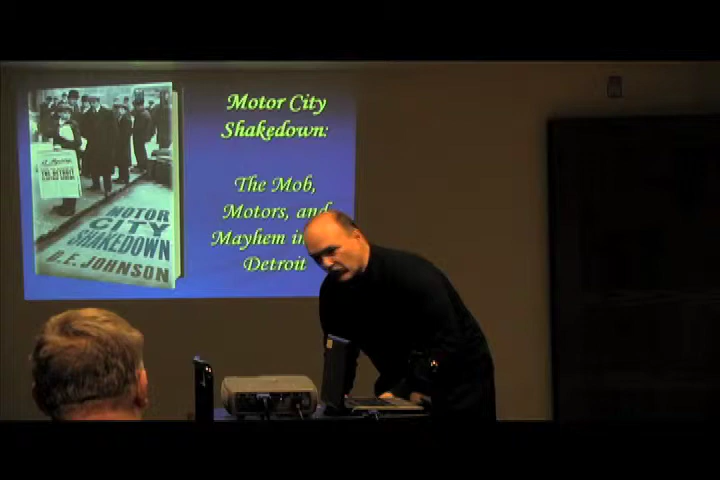 Motor City
Shakedown:
The Mob,
Motors, and
Mayhem in
Detroit
MOTOR
CITY
SHAKEDOWN
D.E. JOHNSON